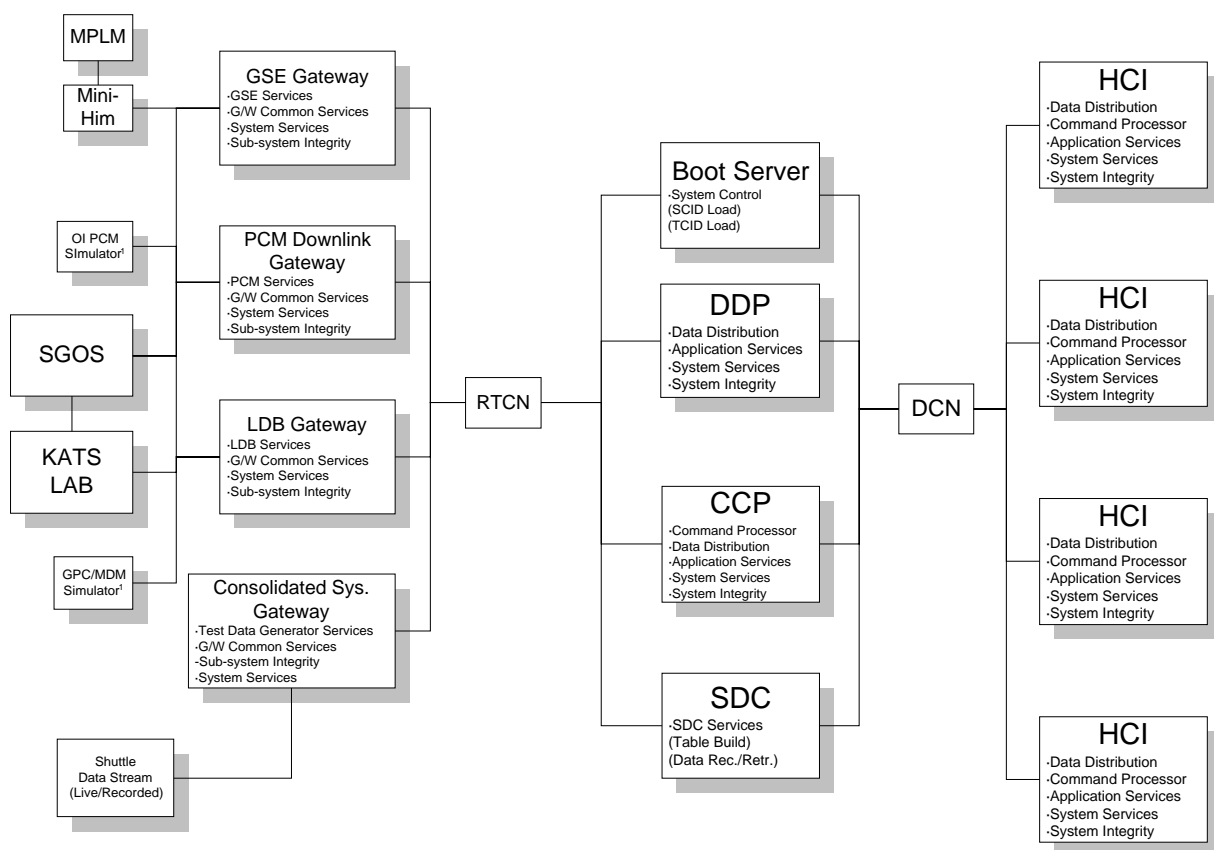 MPLM
Mini-
Him
OI PCM
SImulator¹
SGOS
KATS
LAB
GPC/MDM
Simulator¹
Shuttle
Data Stream
(Live/Recorded)
GSE Gateway
·GSE Services
·G/W Common Services
·System Services
·Sub-system Integrity
PCM Downlink
Gateway
·PCM Services
·G/W Common Services
·System Services
·Sub-system Integrity
LDB Gateway
·LDB Services
·G/W Common Services
·System Services
·Sub-system Integrity
Consolidated Sys.
Gateway
·Test Data Generator Services
·G/W Common Services
-Sub-system Integrity
·System Services
RTCN
Boot Server
·System Control
(SCID Load)
(TCID Load)
DDP
·Data Distribution
·Application Services
·System Services
·System Integrity
CCP
·Command Processor
·Data Distribution
·Application Services
·System Services
·System Integrity
SDC
·SDC Services
(Table Build)
(Data Rec./Retr.)
DCN
HCI
·Data Distribution
·Command Processor
·Application Services
·System Services
·System Integrity
HCI
·Data Distribution
·Command Processor
·Application Services
·System Services
·System Integrity
HCI
·Data Distribution
·Command Processor
·Application Services
·System Services
·System Integrity
HCI
·Data Distribution
·Command Processor
·Application Services
·System Services
·System Integrity